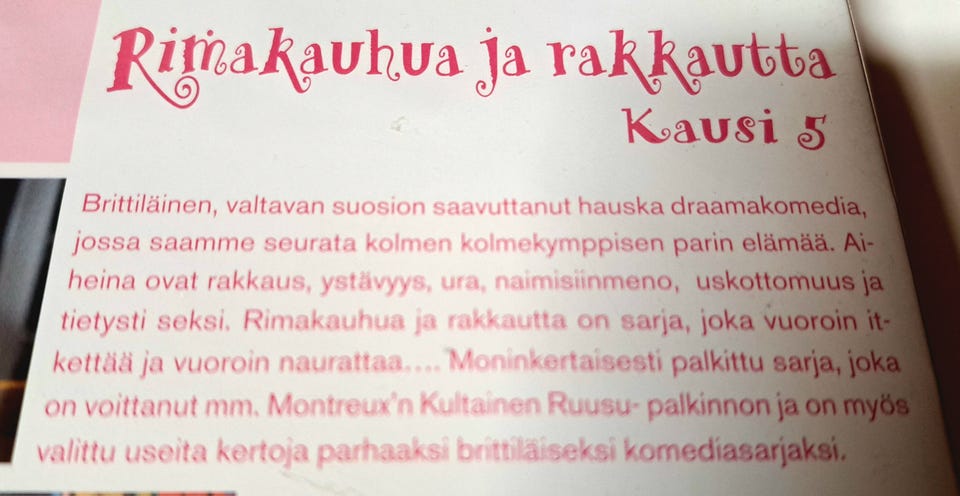 Rimakauhua ja rakkautta
Kausi 5
Brittiläinen, valtavan suosion saavuttanut hauska draamakomedia,
jossa saamme seurata kolmen kolmekymppisen parin elämää. Ai-
heina ovat rakkaus, ystävyys, ura, naimisiinmeno, uskottomuus ja
tietysti seksi. Rimakauhua ja rakkautta on sarja, joka vuoroin it-
kettää ja vuoroin naurattaa.... Moninkertaisesti palkittu sarja, joka
on voittanut mm. Montreux'n Kultainen Ruusu- palkinnon ja on myös
valittu useita kertoja parhaaksi brittiläiseksi komediasarjaksi.